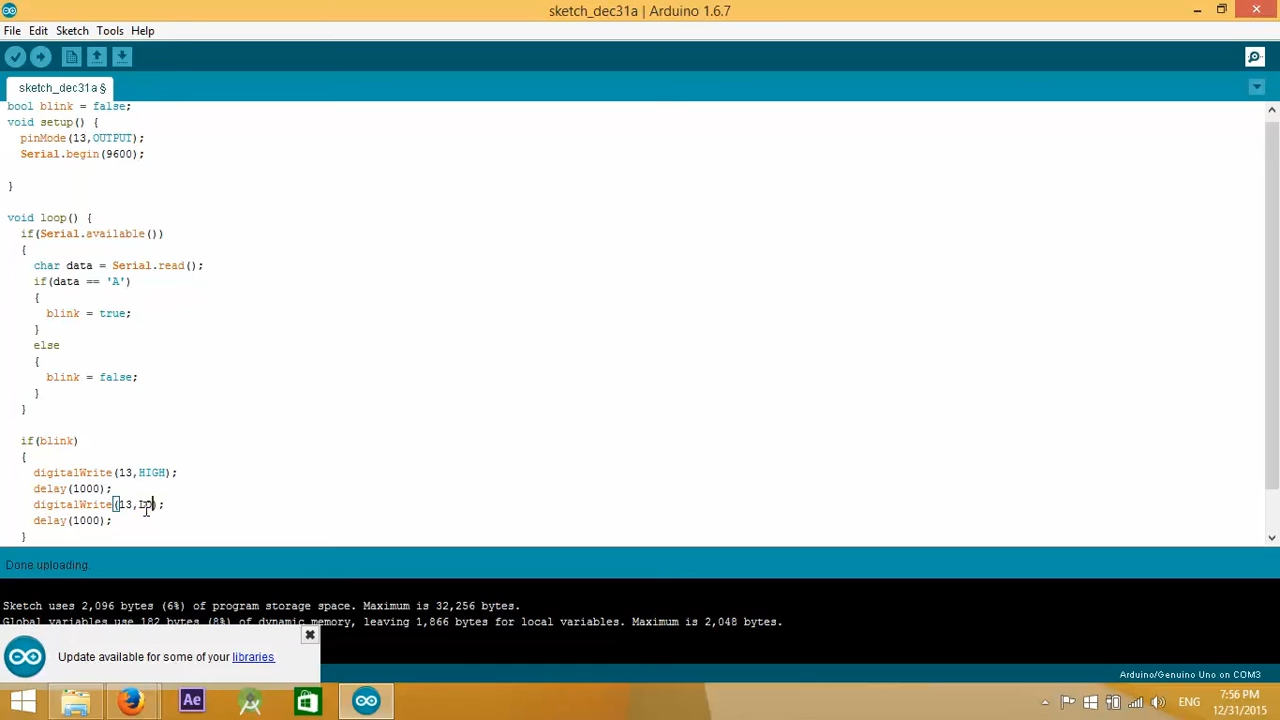 sketch_dec31a | Arduino 1.6.7
File Edit Sketch Tools Help
sketch_dec31a §
bool blink = false;
void setup() {
pinMode(13,OUTPUT);
Serial.begin(9600);
}
void loop() {
if(Serial.available())
{
char data = Serial.read();
if(data == 'A')
{
blink = true;
}
else
{
blink = false;
}
}
if(blink)
{
digitalWrite(13,HIGH);
delay(1000);
digitalWrite(13,LO);
delay(1000);
}
Done uploading.
Sketch uses 2,096 bytes (6%) of program storage space. Maximum is 32,256 bytes.
Global variables use 182 bytes (8%) of dynamic memory, leaving 1,866 bytes for local variables. Maximum is 2,048 bytes.
Update available for some of your libraries
Arduino/Genuino Uno on COM3
Ae
ENG
7:56 PM
12/31/2015